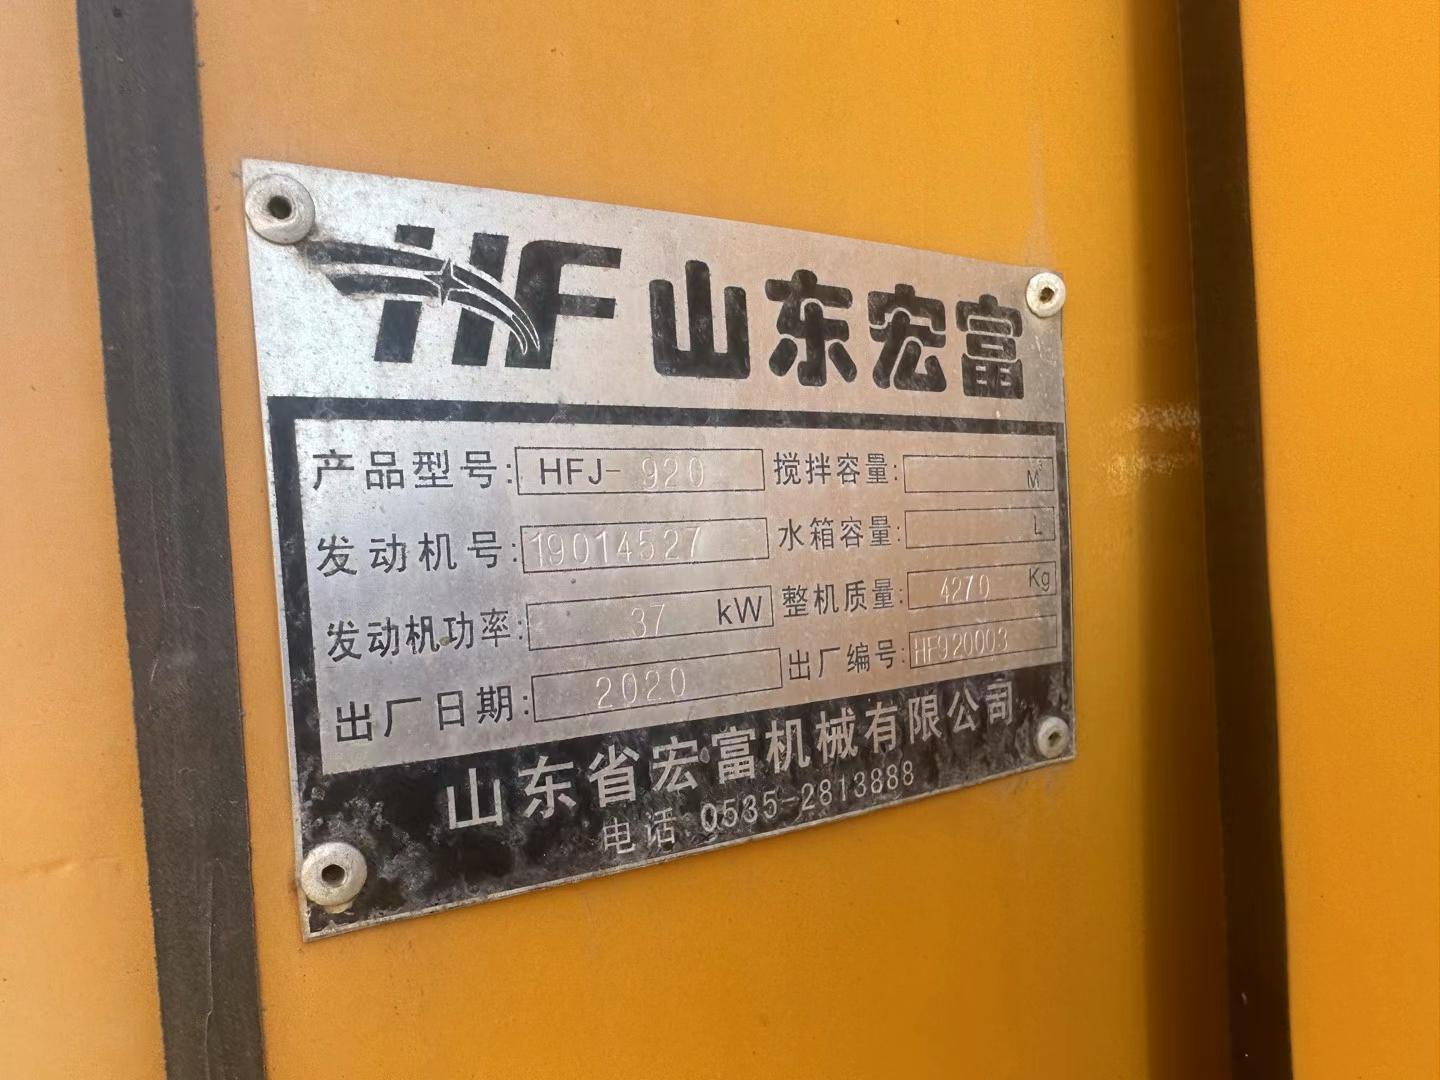 HF 山东宏富
产品型号: HFJ- 920 搅拌容量: M³
发动机号: 19014527 水箱容量: L
发动机功率: 37 kW 整机质量: 4270 Kg
出厂日期: 2020 出厂编号: HF920003
山东省宏富机械有限公司
电话:0535-2813888